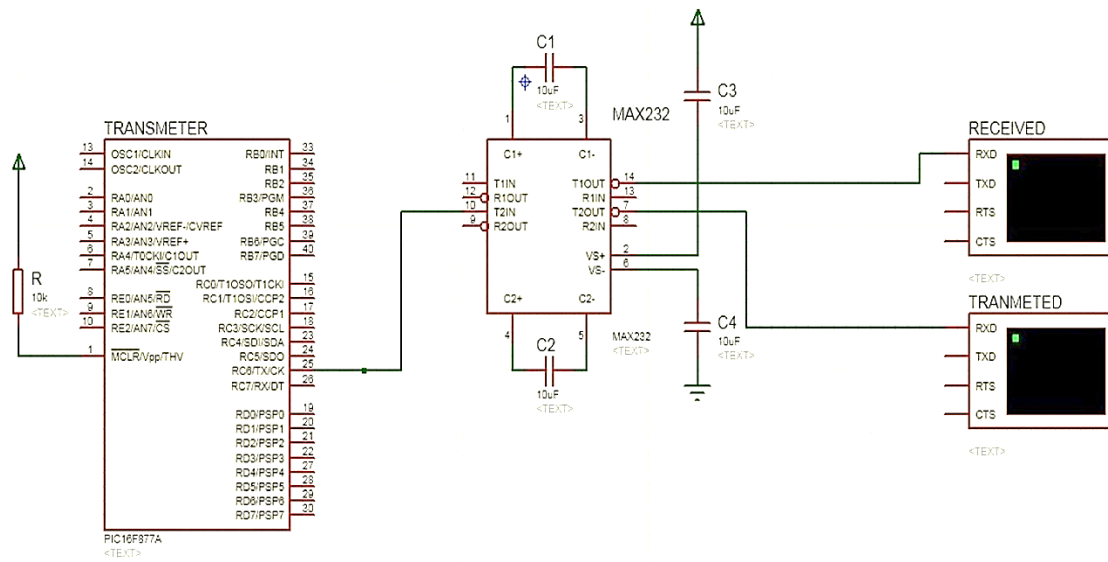 C1
10uF
<TEXT>
1
3
C3
10uF
<TEXT>
MAX232
TRANSMETER
13 OSC1/CLKIN
14 OSC2/CLKOUT
2 RA0/AN0
3 RA1/AN1
4 RA2/AN2/VREF-/CVREF
5 RA3/AN3/VREF+
6 RA4/T0CKI/C1OUT
7 RA5/AN4/SS/C2OUT
8 RE0/AN5/RD
9 RE1/AN6/WR
10 RE2/AN7/CS
1 MCLR/Vpp/THV
RB0/INT 33
RB1 34
RB2 35
RB3/PGM 36
RB4 37
RB5 38
RB6/PGC 39
RB7/PGD 40
RC0/T1OSO/T1CKI 15
RC1/T1OSI/CCP2 16
RC2/CCP1 17
RC3/SCK/SCL 18
RC4/SDI/SDA 23
RC5/SDO 24
RC6/TX/CK 25
RC7/RX/DT 26
RD0/PSP0 19
RD1/PSP1 20
RD2/PSP2 21
RD3/PSP3 22
RD4/PSP4 27
RD5/PSP5 28
RD6/PSP6 29
RD7/PSP7 30
PIC16F877A
<TEXT>
R
10k
<TEXT>
C1+ C1-
11 T1IN
12 R1OUT
10 T2IN
9 R2OUT
T1OUT 14
R1IN 13
T2OUT 7
R2IN 8
VS+ 2
VS- 6
C2+ C2-
4
5
MAX232
<TEXT>
C2
10uF
<TEXT>
C4
10uF
<TEXT>
RECEIVED
RXD
TXD
RTS
CTS
<TEXT>
TRANMETED
RXD
TXD
RTS
CTS
<TEXT>